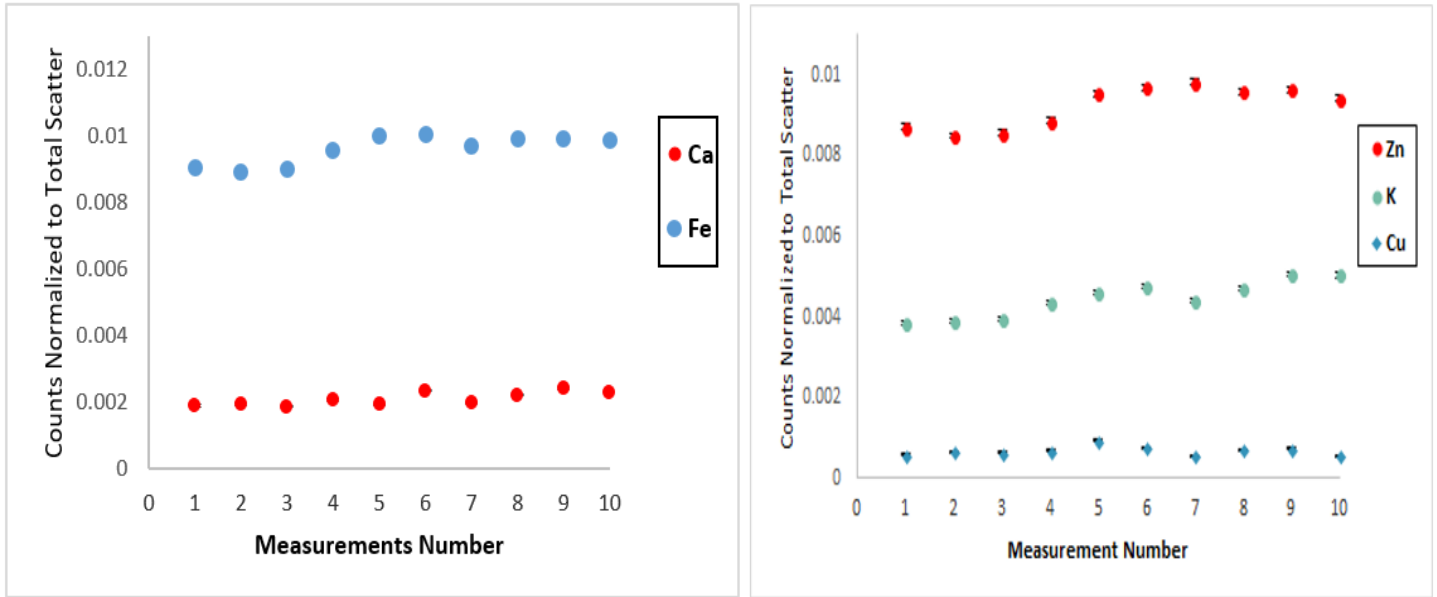 Counts Normalized to Total Scatter
0.012
0.01
0.008
0.006
0.004
0.002
0
0 1 2 3 4 5 6 7 8 9 10
Measurements Number
Ca
Fe
Counts Normalized to Total Scatter
0.01
0.008
0.006
0.004
0.002
0
0 1 2 3 4 5 6 7 8 9 10
Measurement Number
Zn
K
Cu